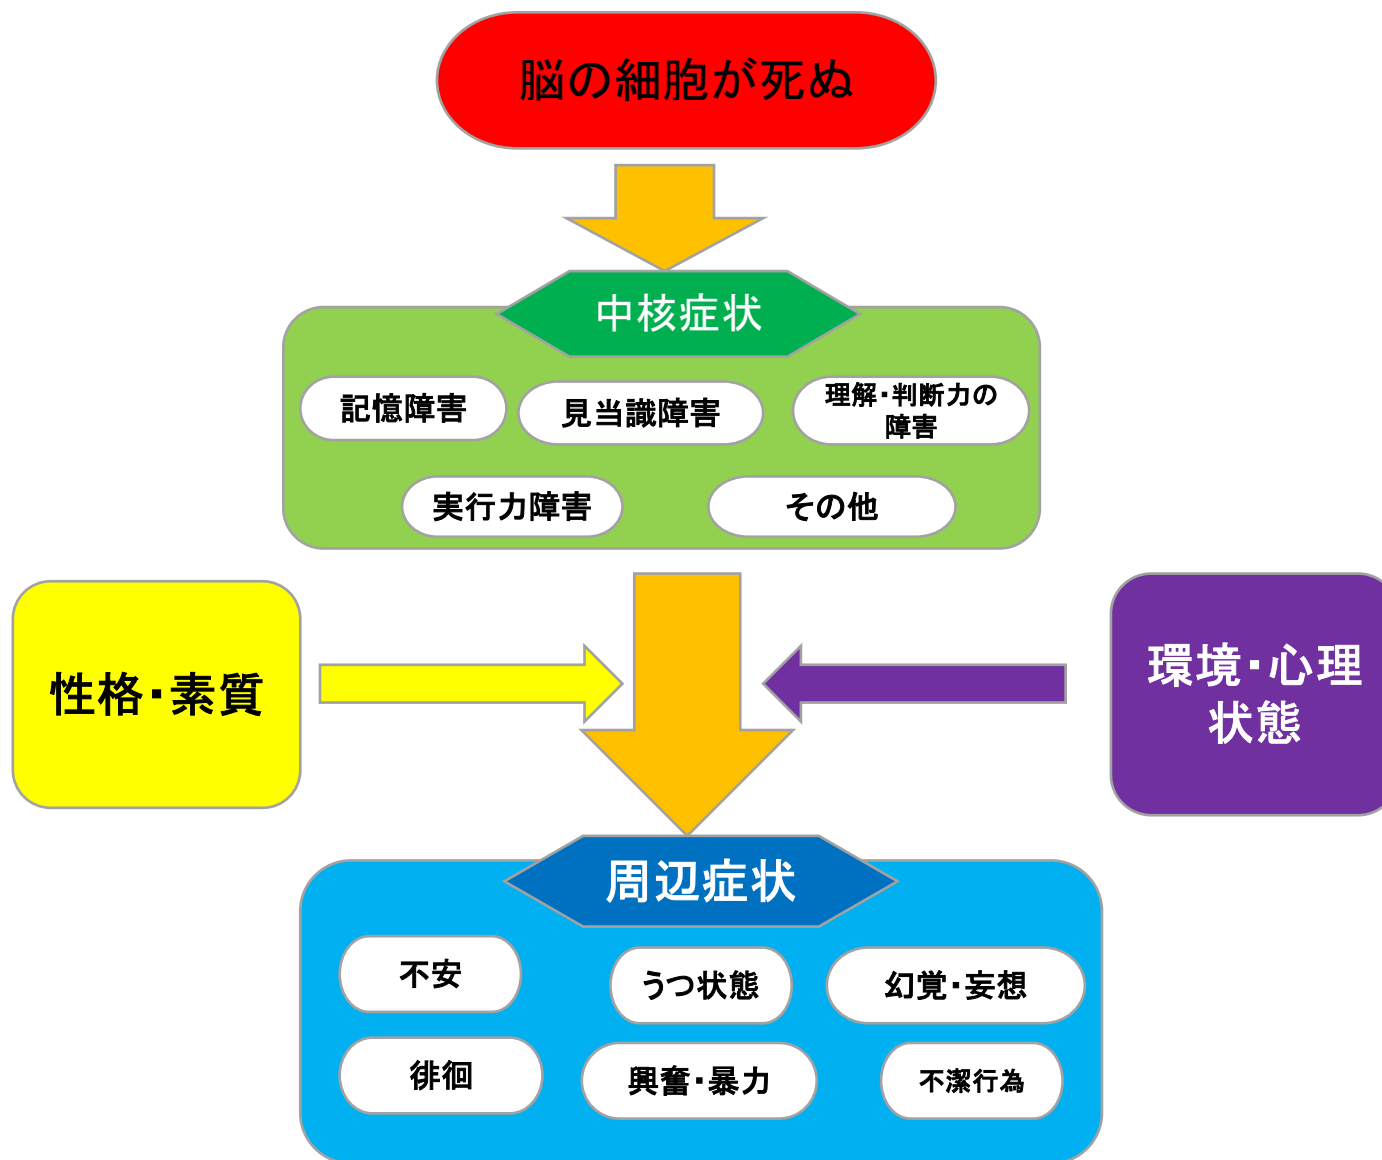 脳の細胞が死ぬ
中核症状
記憶障害
見当識障害
理解・判断力の
障害
実行力障害
その他
性格・素質
環境・心理
状態
周辺症状
不安
うつ状態
幻覚・妄想
徘徊
興奮・暴力
不潔行為